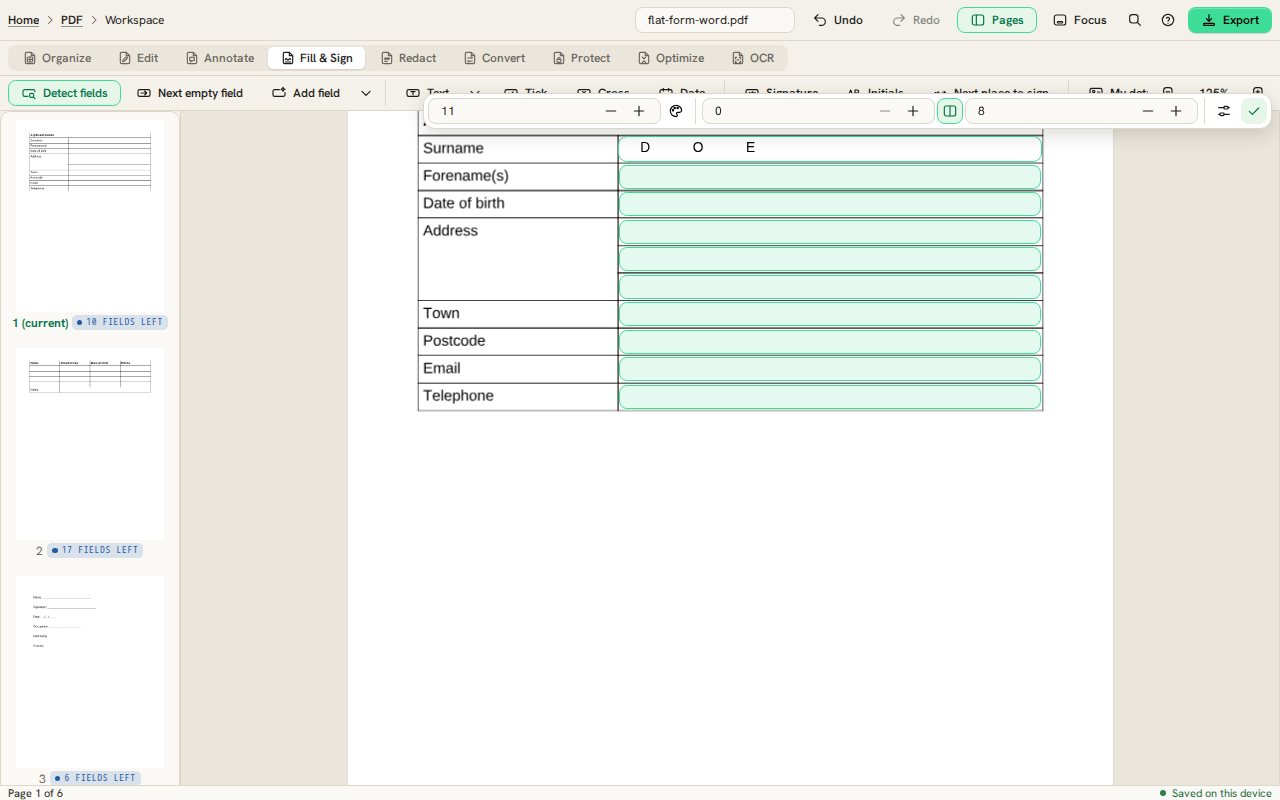 Home > PDF > Workspace
flat-form-word.pdf
Undo
Redo
Pages
Focus
Export
Organize
Edit
Annotate
Fill & Sign
Redact
Convert
Protect
Optimize
OCR
Detect fields
Next empty field
Add field
Text
Tick
Cross
Date
Signature
Initials
Next place to sign
125%
11
0
8
Surname D O E
Forename(s)
Date of birth
Address
Town
Postcode
Email
Telephone
1 (current) 10 FIELDS LEFT
2 17 FIELDS LEFT
3 6 FIELDS LEFT
Page 1 of 6
Saved on this device